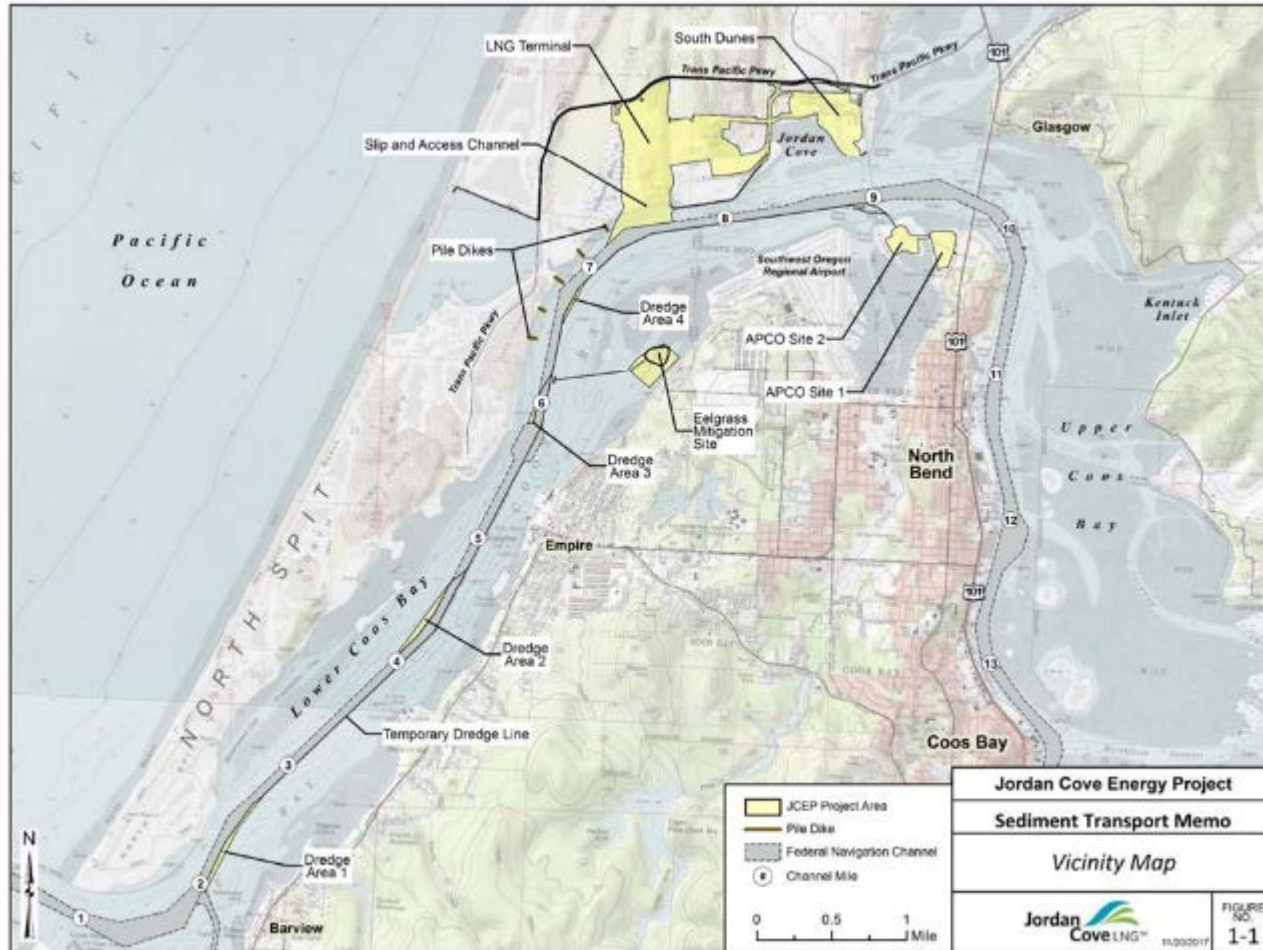 LNG Terminal
South Dunes
Trans Pacific Pkwy
Trans Pacific Pkwy
101
Glasgow
Slip and Access Channel
Jordan
Cove
Pacific
Ocean
Pile Dikes
Southwest Oregon
Regional Airport
Dredge
Area 4
Trans Pacific Pkwy
Kentuck
Inlet
APCO Site 2
APCO Site 1
101
Eelgrass
Mitigation
Site
Dredge
Area 3
North
Bend
Upper
Coos
Bay
NORTH SPIT
Empire
Lower Coos Bay
Dredge
Area 2
101
Temporary Dredge Line
Coos Bay
Dredge
Area 1
Barview
1
2
3
4
5
6
7
8
9
10
11
12
13
N
JCEP Project Area
Pile Dike
Federal Navigation Channel
# Channel Mile
0 0.5 1
Mile
Jordan Cove Energy Project
Sediment Transport Memo
Vicinity Map
Jordan
Cove LNG™
11/20/2017
FIGURE
NO.
1-1